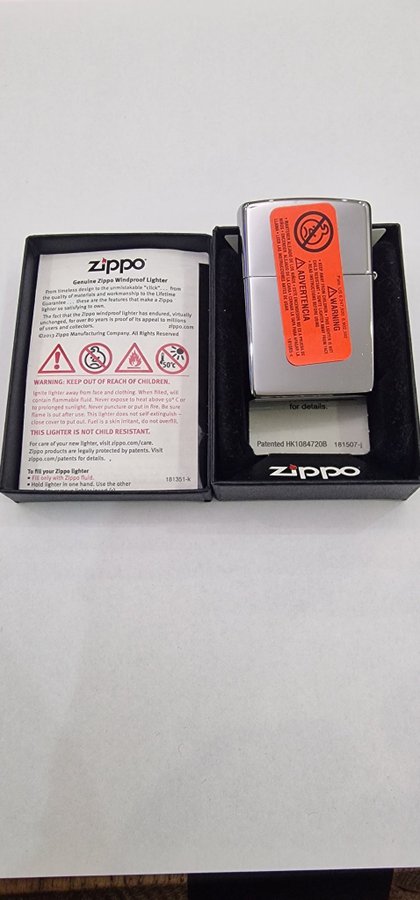 zippo
Genuine Zippo Windproof Lighter
From timeless design to the unmistakable "click".... from
the quality of materials and workmanship to the Lifetime
Guarantee .... these are the features that make a Zippo
lighter so satisfying to own.
The fact that the Zippo windproof lighter has endured, virtually
unchanged, for over 80 years is proof of its appeal to millions
of users and collectors.
zippo.com
©2013 Zippo Manufacturing Company. All Rights Reserved
50°C
WARNING: KEEP OUT OF REACH OF CHILDREN.
Ignite lighter away from face and clothing. When filled, will
contain flammable fluid. Never expose to heat above 50° C or
to prolonged sunlight. Never puncture or put in fire. Be sure
flame is out after use. This lighter does not self extinguish –
close cover to put out. Fuel is a skin irritant, do not overfill.
THIS LIGHTER IS NOT CHILD RESISTANT.
For care of your new lighter, visit zippo.com/care.
Zippo products are legally protected by patents. Visit
zippo.com/patents for details.
To fill your Zippo lighter
• Fill only with Zippo fluid.
• Hold lighter in one hand. Use the other
181351-k
WARNING
ADVERTENCIA
for details.
Patented HK1084720B 181507-j
zippo